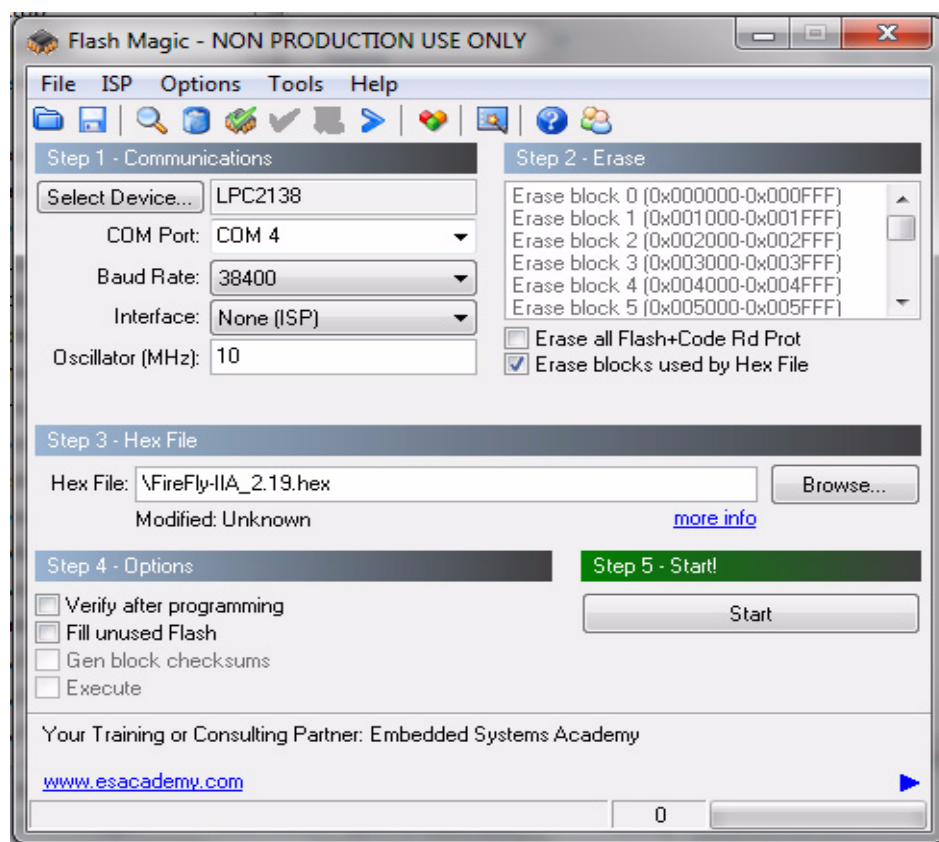 Flash Magic - NON PRODUCTION USE ONLY
File ISP Options Tools Help
Step 1 - Communications
Select Device... LPC2138
COM Port: COM 4
Baud Rate: 38400
Interface: None (ISP)
Oscillator (MHz): 10
Step 2 - Erase
Erase block 0 (0x000000-0x000FFF)
Erase block 1 (0x001000-0x001FFF)
Erase block 2 (0x002000-0x002FFF)
Erase block 3 (0x003000-0x003FFF)
Erase block 4 (0x004000-0x004FFF)
Erase block 5 (0x005000-0x005FFF)
Erase all Flash+Code Rd Prot
Erase blocks used by Hex File
Step 3 - Hex File
Hex File: \FireFly-IIA_2.19.hex Browse...
Modified: Unknown more info
Step 4 - Options
Verify after programming
Fill unused Flash
Gen block checksums
Execute
Step 5 - Start!
Start
Your Training or Consulting Partner: Embedded Systems Academy
www.esacademy.com
0